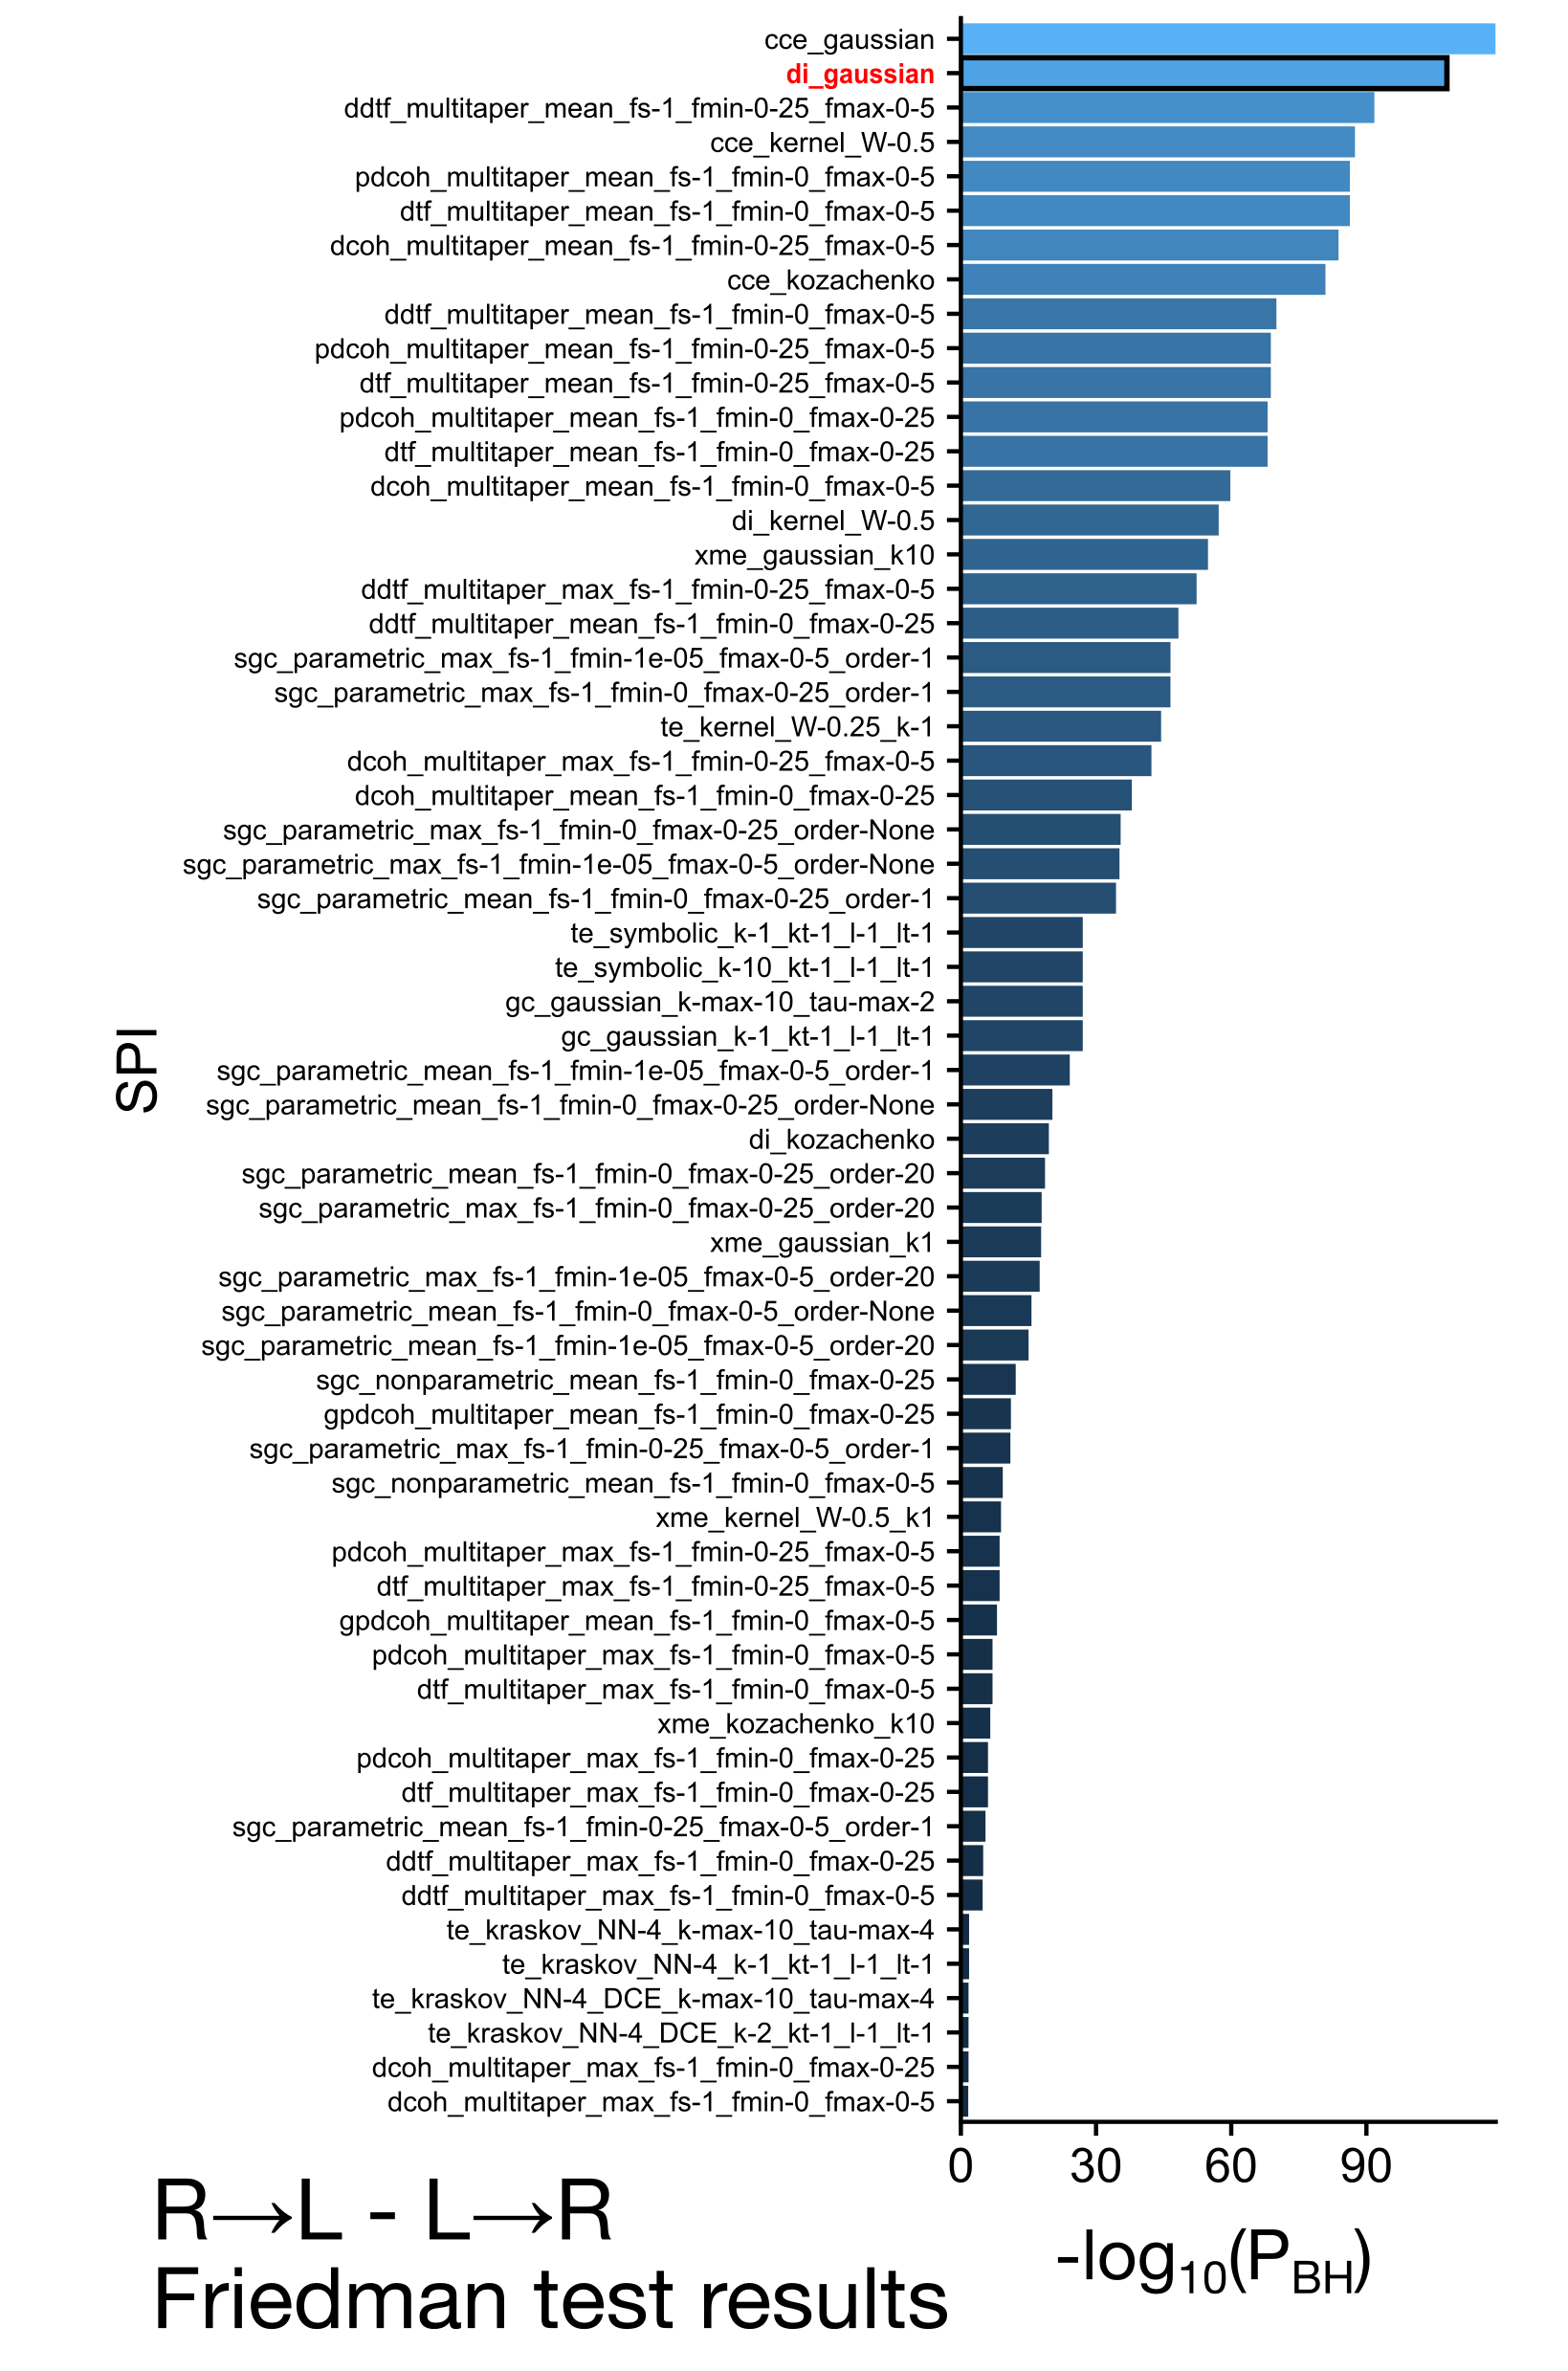 cce_gaussian
di_gaussian
ddtf_multitaper_mean_fs-1_fmin-0-25_fmax-0-5
cce_kernel_W-0.5
pdcoh_multitaper_mean_fs-1_fmin-0_fmax-0-5
dtf_multitaper_mean_fs-1_fmin-0_fmax-0-5
dcoh_multitaper_mean_fs-1_fmin-0-25_fmax-0-5
cce_kozachenko
ddtf_multitaper_mean_fs-1_fmin-0_fmax-0-5
pdcoh_multitaper_mean_fs-1_fmin-0-25_fmax-0-5
dtf_multitaper_mean_fs-1_fmin-0-25_fmax-0-5
pdcoh_multitaper_mean_fs-1_fmin-0_fmax-0-25
dtf_multitaper_mean_fs-1_fmin-0_fmax-0-25
dcoh_multitaper_mean_fs-1_fmin-0_fmax-0-5
di_kernel_W-0.5
xme_gaussian_k10
ddtf_multitaper_max_fs-1_fmin-0-25_fmax-0-5
ddtf_multitaper_mean_fs-1_fmin-0_fmax-0-25
sgc_parametric_max_fs-1_fmin-1e-05_fmax-0-5_order-1
sgc_parametric_max_fs-1_fmin-0_fmax-0-25_order-1
te_kernel_W-0.25_k-1
dcoh_multitaper_max_fs-1_fmin-0-25_fmax-0-5
dcoh_multitaper_mean_fs-1_fmin-0_fmax-0-25
sgc_parametric_max_fs-1_fmin-0_fmax-0-25_order-None
sgc_parametric_max_fs-1_fmin-1e-05_fmax-0-5_order-None
sgc_parametric_mean_fs-1_fmin-0_fmax-0-25_order-1
te_symbolic_k-1_kt-1_l-1_lt-1
te_symbolic_k-10_kt-1_l-1_lt-1
gc_gaussian_k-max-10_tau-max-2
gc_gaussian_k-1_kt-1_l-1_lt-1
sgc_parametric_mean_fs-1_fmin-1e-05_fmax-0-5_order-1
sgc_parametric_mean_fs-1_fmin-0_fmax-0-25_order-None
di_kozachenko
sgc_parametric_mean_fs-1_fmin-0_fmax-0-25_order-20
sgc_parametric_max_fs-1_fmin-0_fmax-0-25_order-20
xme_gaussian_k1
sgc_parametric_max_fs-1_fmin-1e-05_fmax-0-5_order-20
sgc_parametric_mean_fs-1_fmin-0_fmax-0-5_order-None
sgc_parametric_mean_fs-1_fmin-1e-05_fmax-0-5_order-20
sgc_nonparametric_mean_fs-1_fmin-0_fmax-0-25
gpdcoh_multitaper_mean_fs-1_fmin-0_fmax-0-25
sgc_parametric_max_fs-1_fmin-0-25_fmax-0-5_order-1
sgc_nonparametric_mean_fs-1_fmin-0_fmax-0-5
xme_kernel_W-0.5_k1
pdcoh_multitaper_max_fs-1_fmin-0-25_fmax-0-5
dtf_multitaper_max_fs-1_fmin-0-25_fmax-0-5
gpdcoh_multitaper_mean_fs-1_fmin-0_fmax-0-5
pdcoh_multitaper_max_fs-1_fmin-0_fmax-0-5
dtf_multitaper_max_fs-1_fmin-0_fmax-0-5
xme_kozachenko_k10
pdcoh_multitaper_max_fs-1_fmin-0_fmax-0-25
dtf_multitaper_max_fs-1_fmin-0_fmax-0-25
sgc_parametric_mean_fs-1_fmin-0-25_fmax-0-5_order-1
ddtf_multitaper_max_fs-1_fmin-0_fmax-0-25
ddtf_multitaper_max_fs-1_fmin-0_fmax-0-5
te_kraskov_NN-4_k-max-10_tau-max-4
te_kraskov_NN-4_k-1_kt-1_l-1_lt-1
te_kraskov_NN-4_DCE_k-max-10_tau-max-4
te_kraskov_NN-4_DCE_k-2_kt-1_l-1_lt-1
dcoh_multitaper_max_fs-1_fmin-0_fmax-0-25
dcoh_multitaper_max_fs-1_fmin-0_fmax-0-5
SPI
0 30 60 90
-log10(PBH)
R→L - L→R
Friedman test results